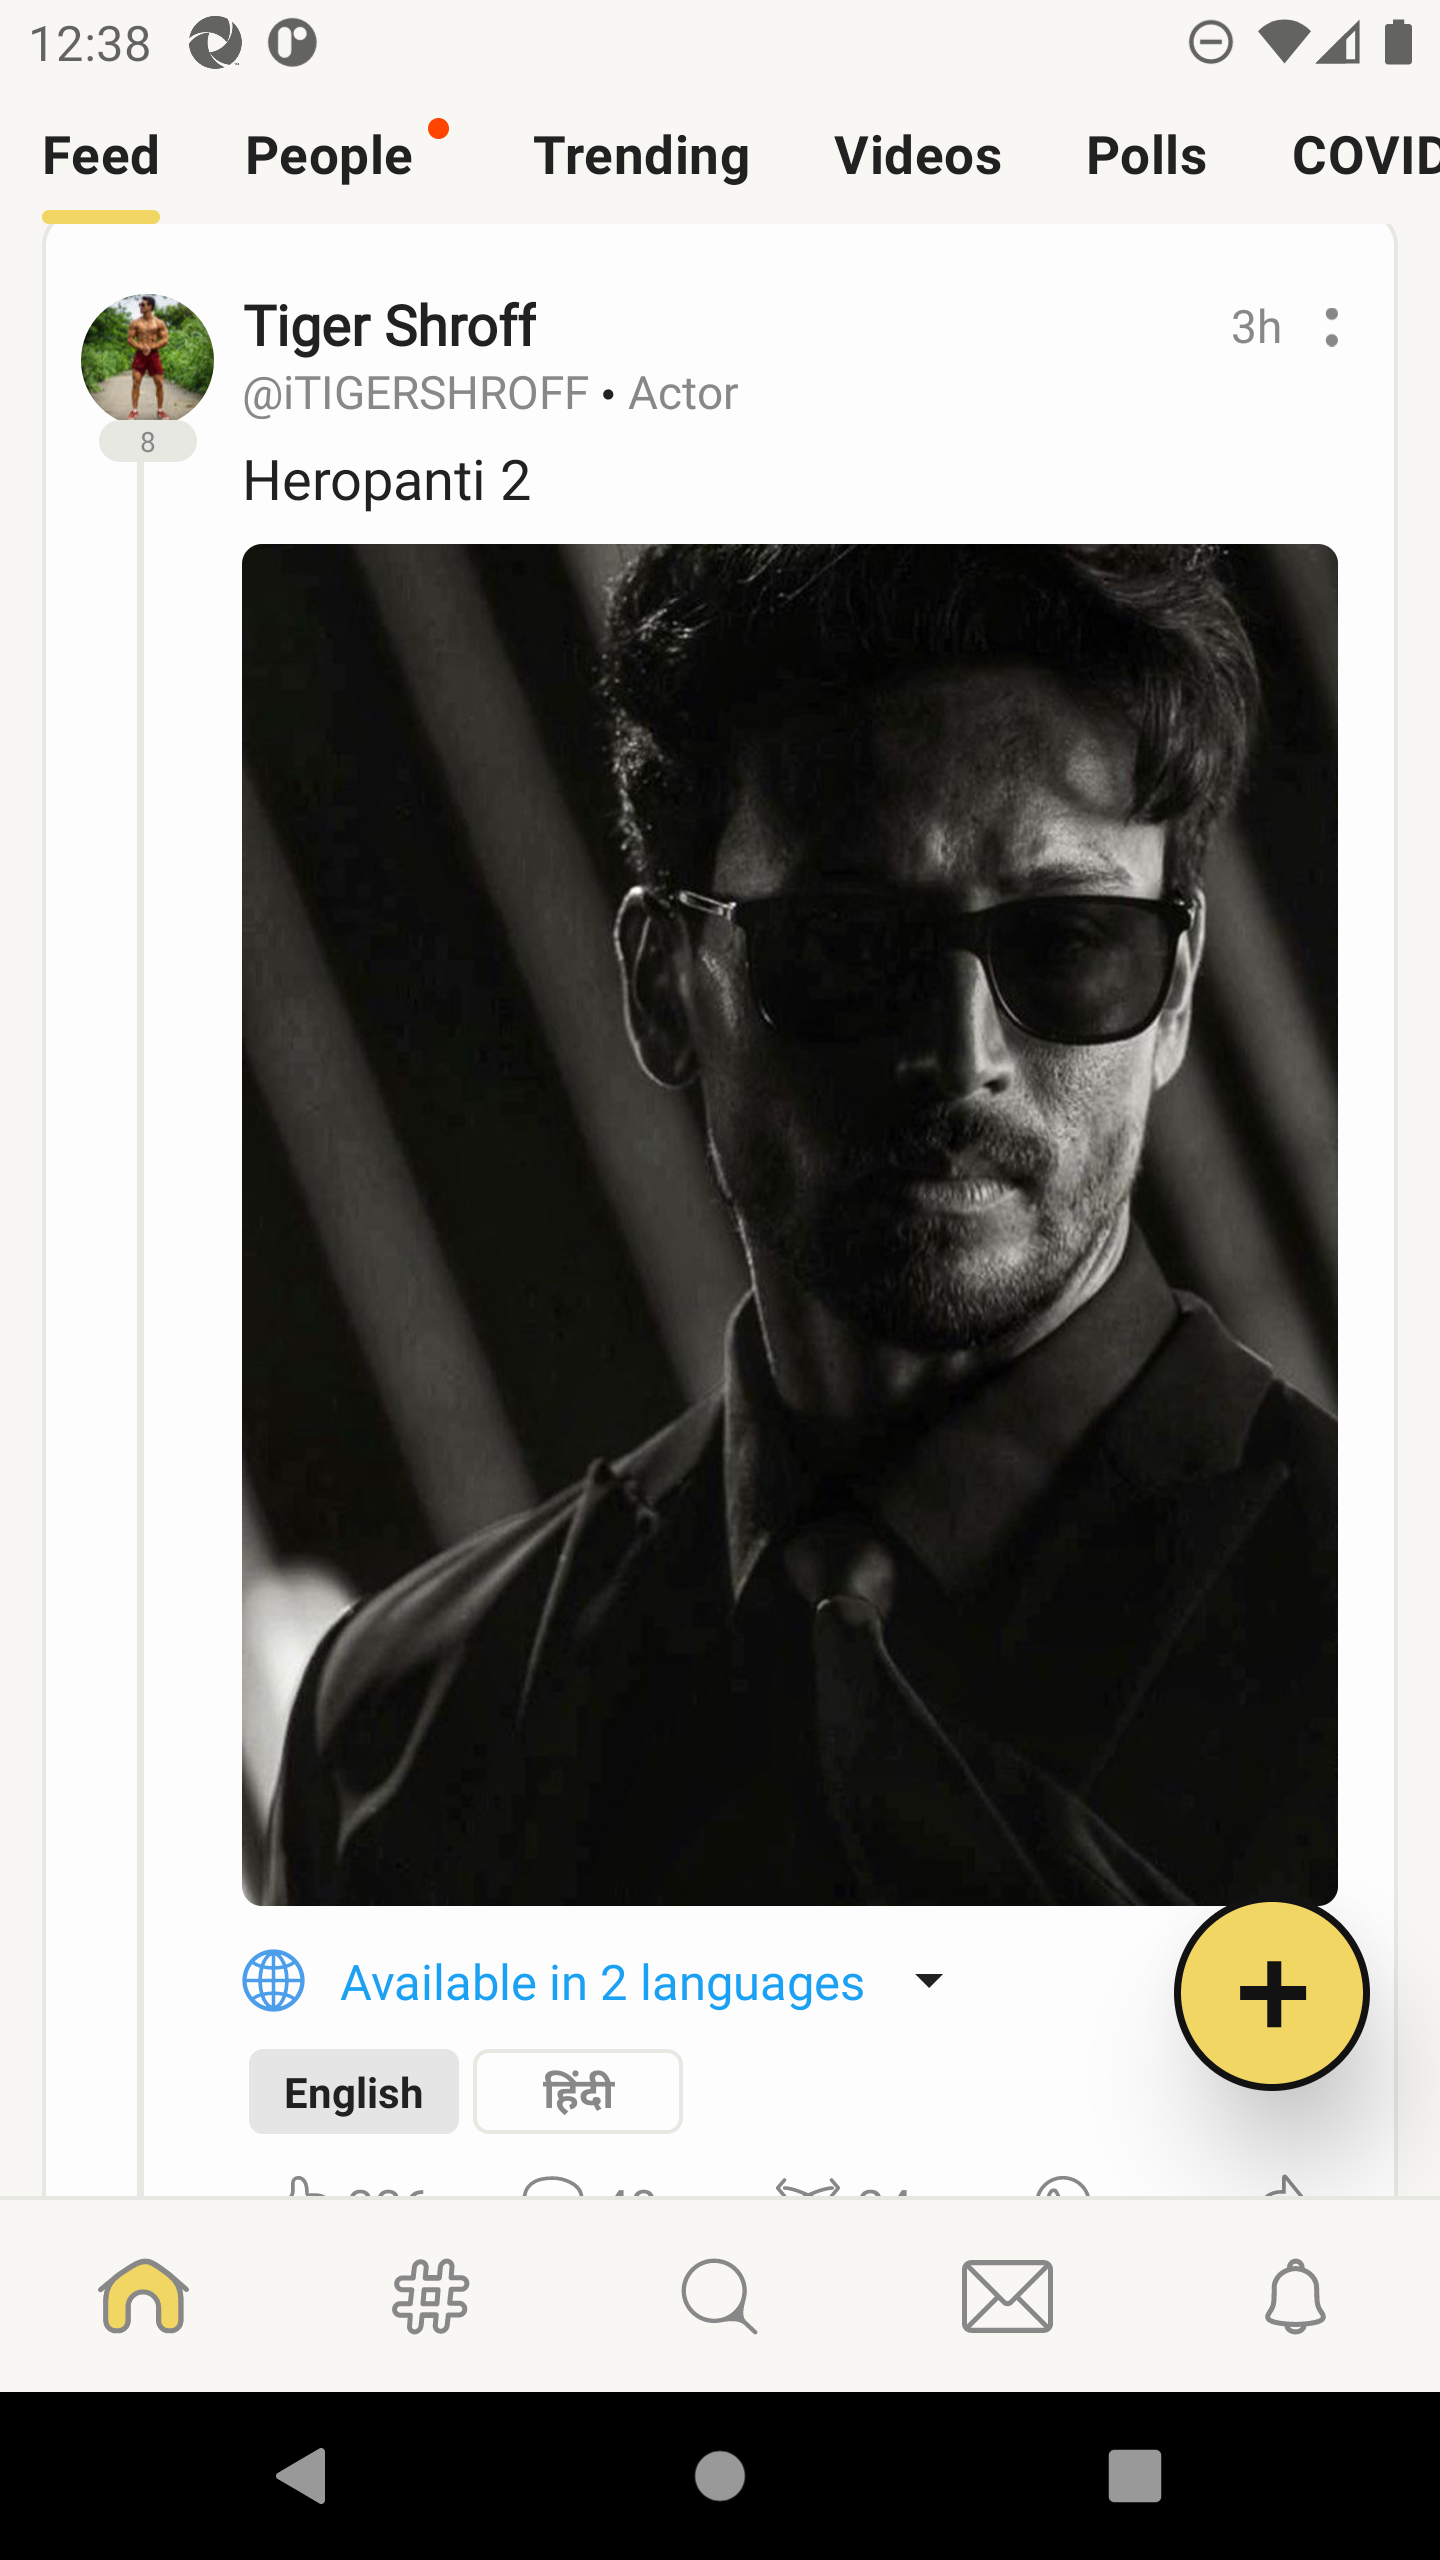 12:38
Feed People Trending Videos Polls COVID
Tiger Shroff 3h
@iTIGERSHROFF • Actor
8
Heropanti 2
Available in 2 languages
English हिंदी